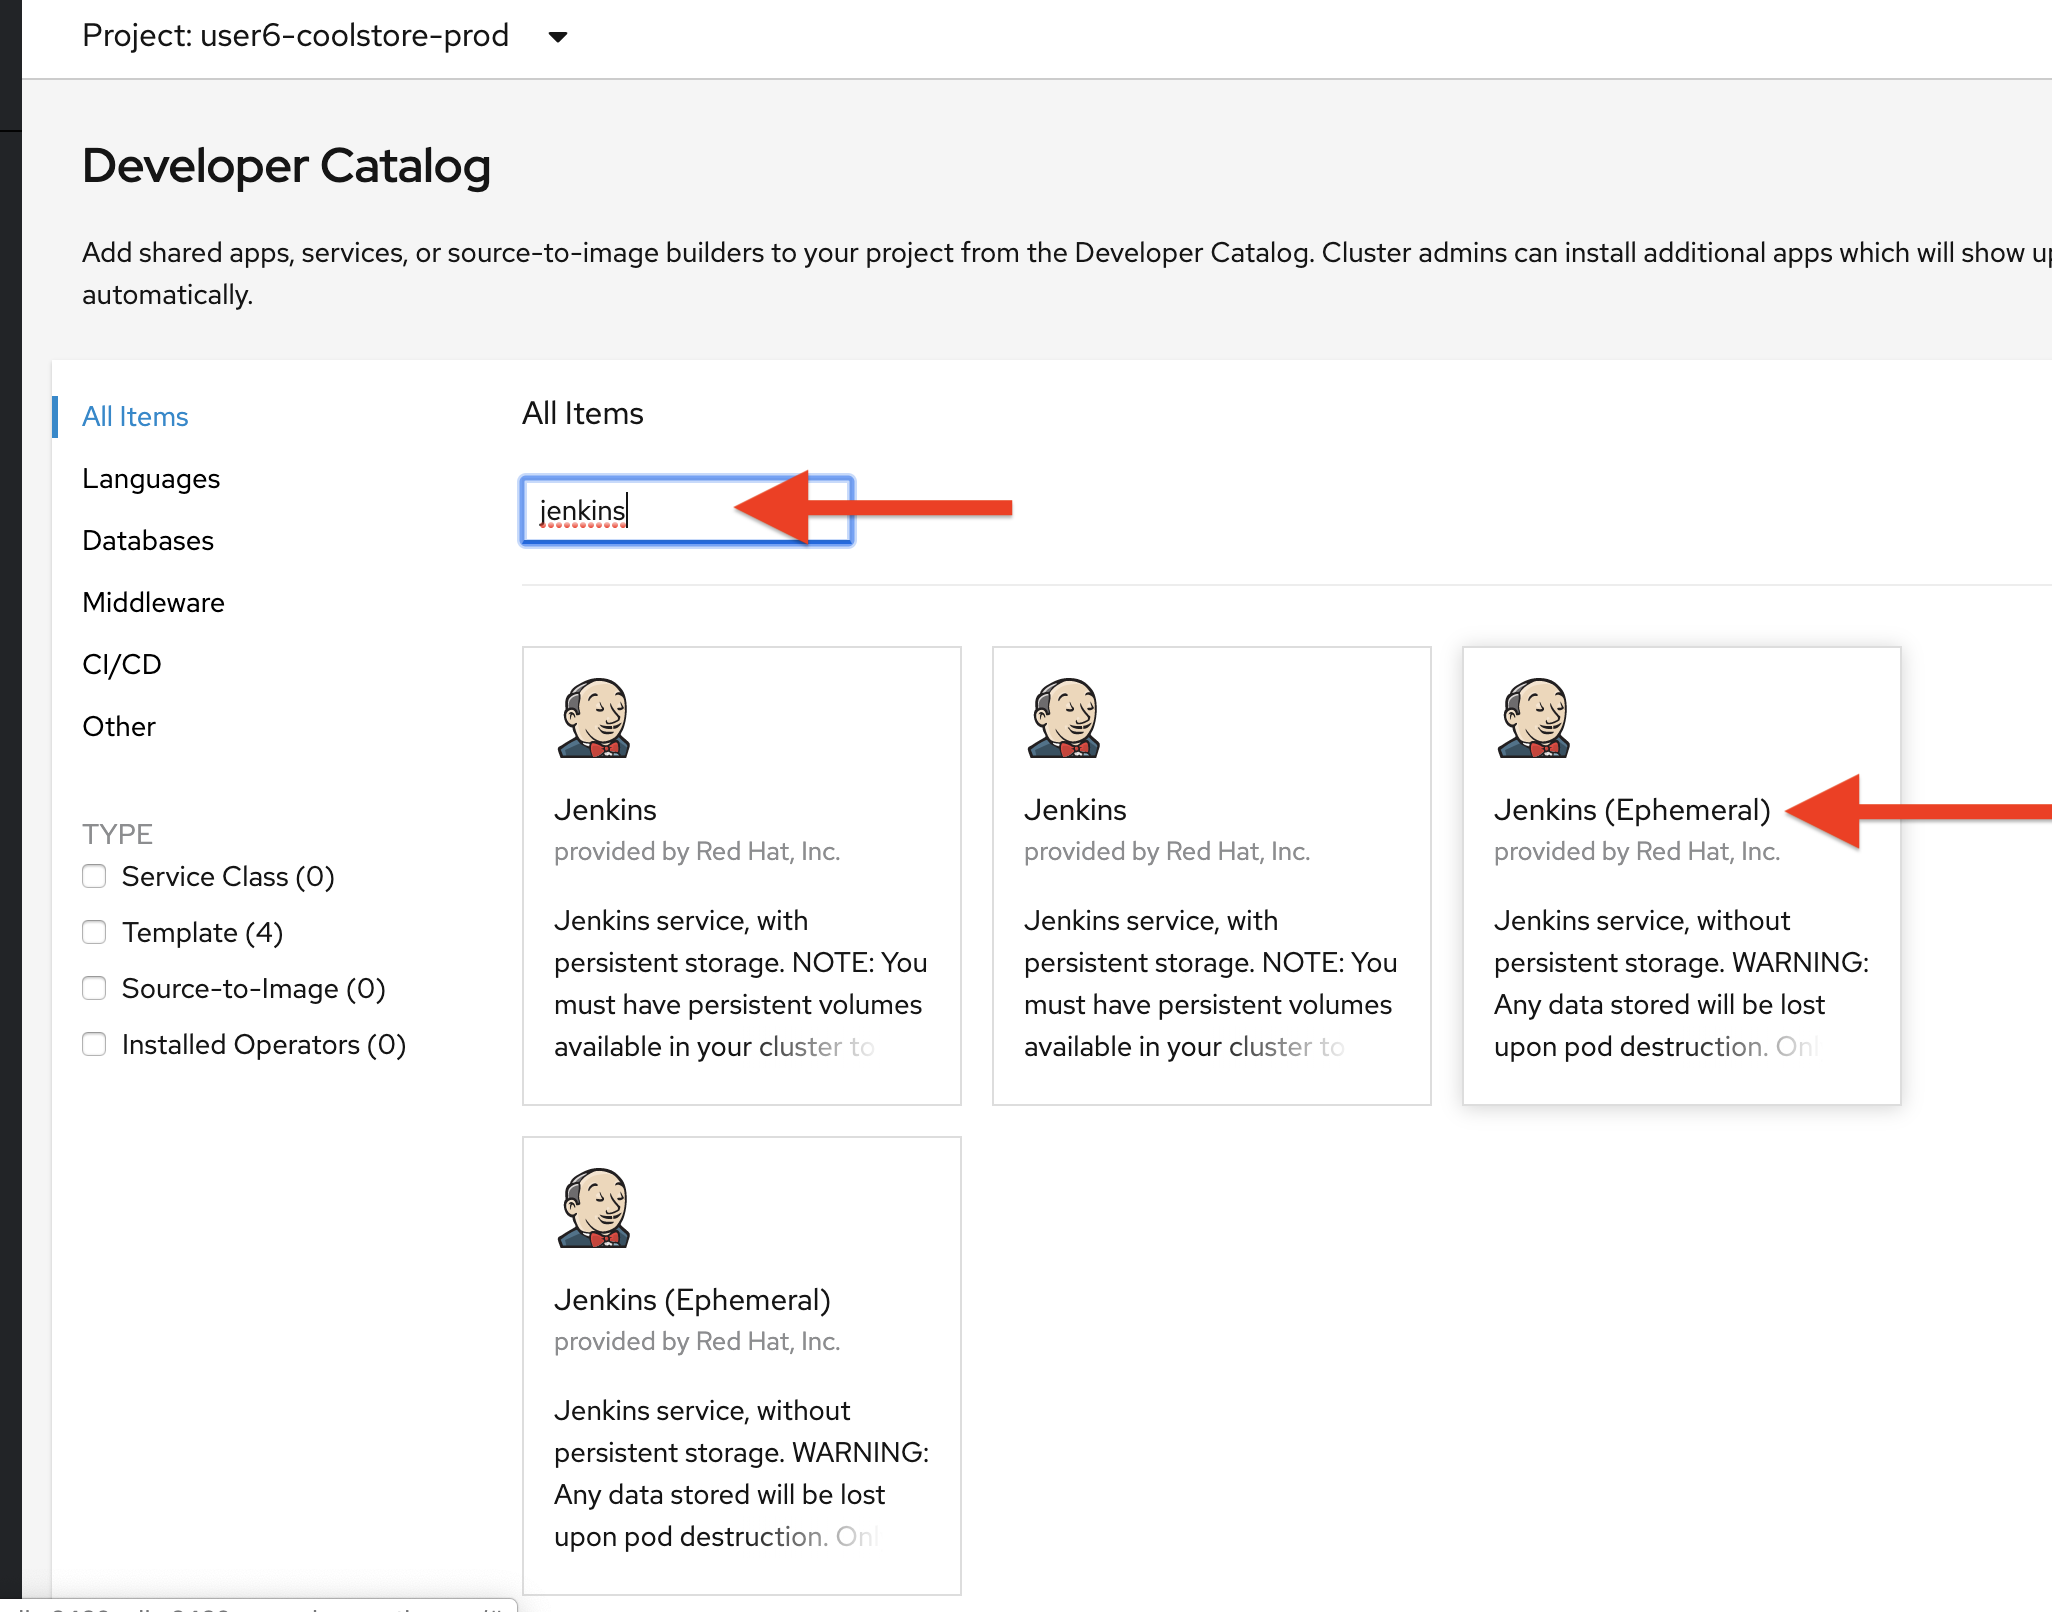 Project: user6-coolstore-prod
Developer Catalog
Add shared apps, services, or source-to-image builders to your project from the Developer Catalog. Cluster admins can install additional apps which will show
automatically.
All Items
Languages
Databases
Middleware
CI/CD
Other
TYPE
Service Class (0)
Template (4)
Source-to-Image (0)
Installed Operators (0)
All Items
jenkins
Jenkins
provided by Red Hat, Inc.
Jenkins service, with
persistent storage. NOTE: You
must have persistent volumes
available in your cluster to
Jenkins
provided by Red Hat, Inc.
Jenkins service, with
persistent storage. NOTE: You
must have persistent volumes
available in your cluster to
Jenkins (Ephemeral)
provided by Red Hat, Inc.
Jenkins service, without
persistent storage. WARNING:
Any data stored will be lost
upon pod destruction.
Jenkins (Ephemeral)
provided by Red Hat, Inc.
Jenkins service, without
persistent storage. WARNING:
Any data stored will be lost
upon pod destruction.